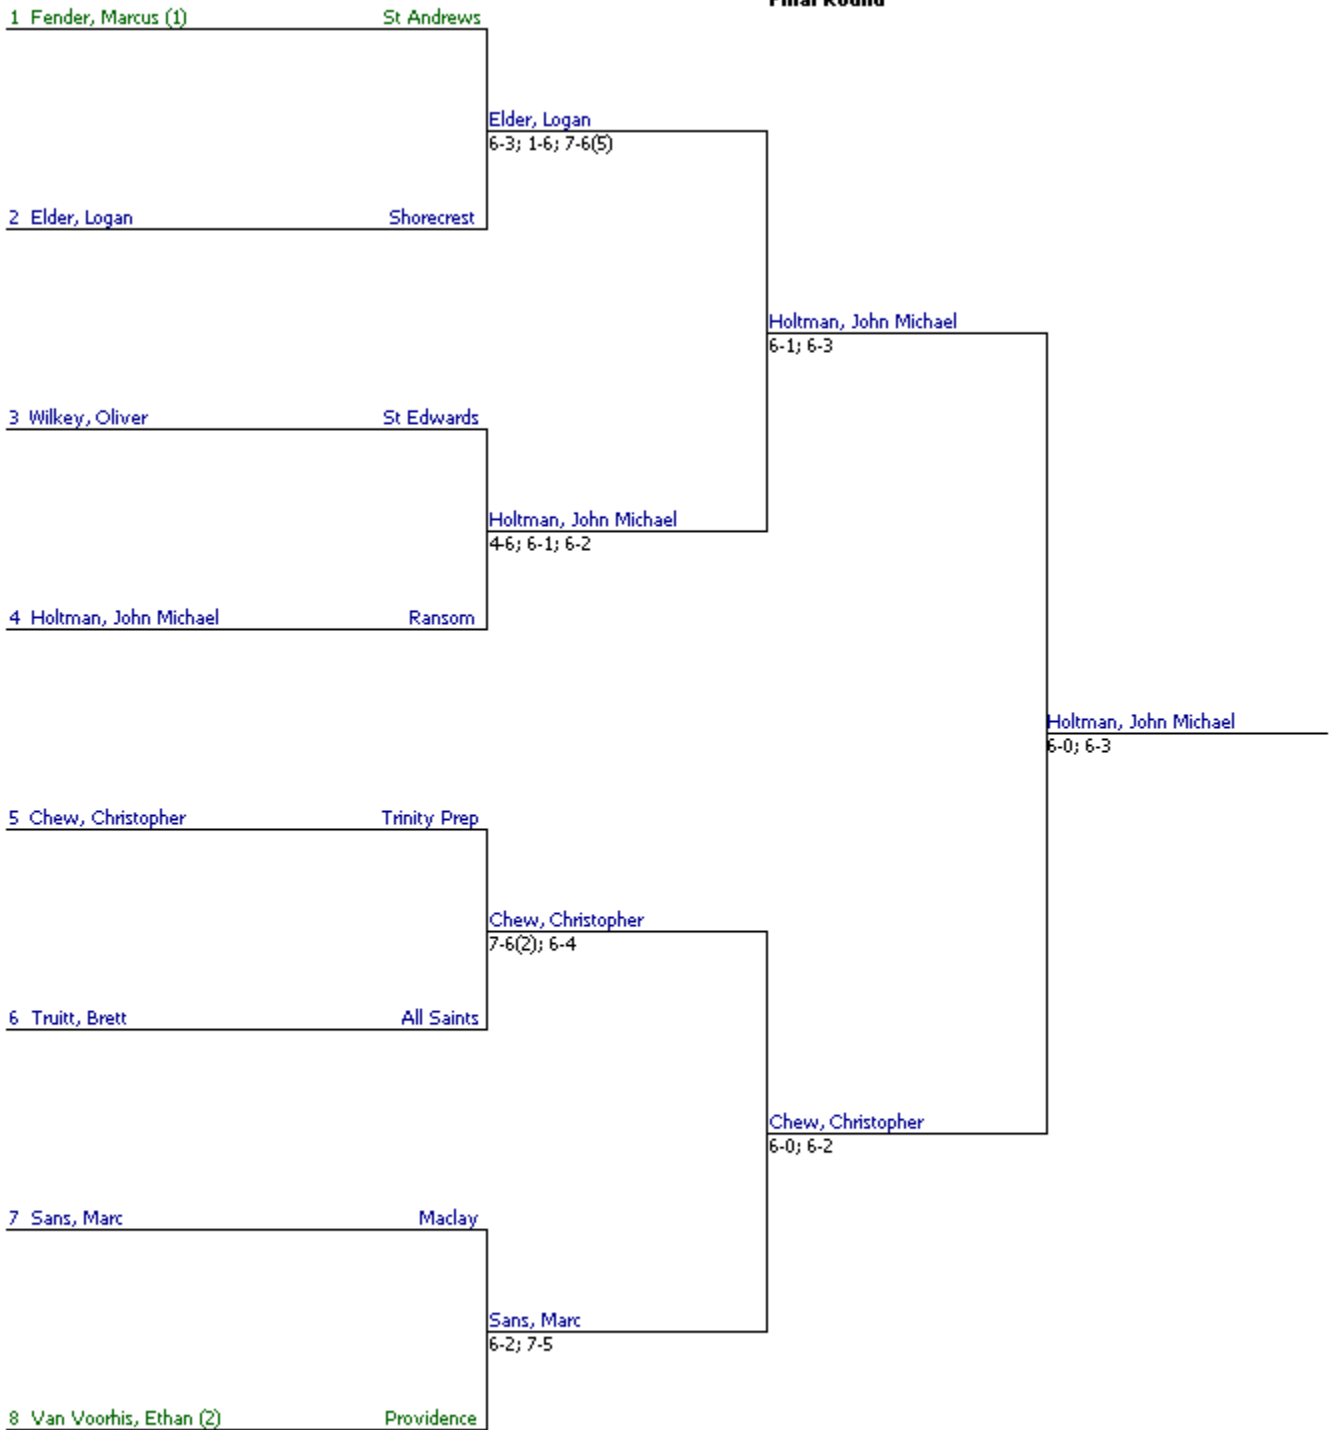 Final Round
1 Fender, Marcus (1) St Andrews
Elder, Logan
6-3; 1-6; 7-6(5)
2 Elder, Logan Shorecrest
Holtman, John Michael
6-1; 6-3
3 Wilkey, Oliver St Edwards
Holtman, John Michael
4-6; 6-1; 6-2
4 Holtman, John Michael Ransom
Holtman, John Michael
6-0; 6-3
5 Chew, Christopher Trinity Prep
Chew, Christopher
7-6(2); 6-4
6 Truitt, Brett All Saints
Chew, Christopher
6-0; 6-2
7 Sans, Marc Maclay
Sans, Marc
6-2; 7-5
8 Van Voorhis, Ethan (2) Providence